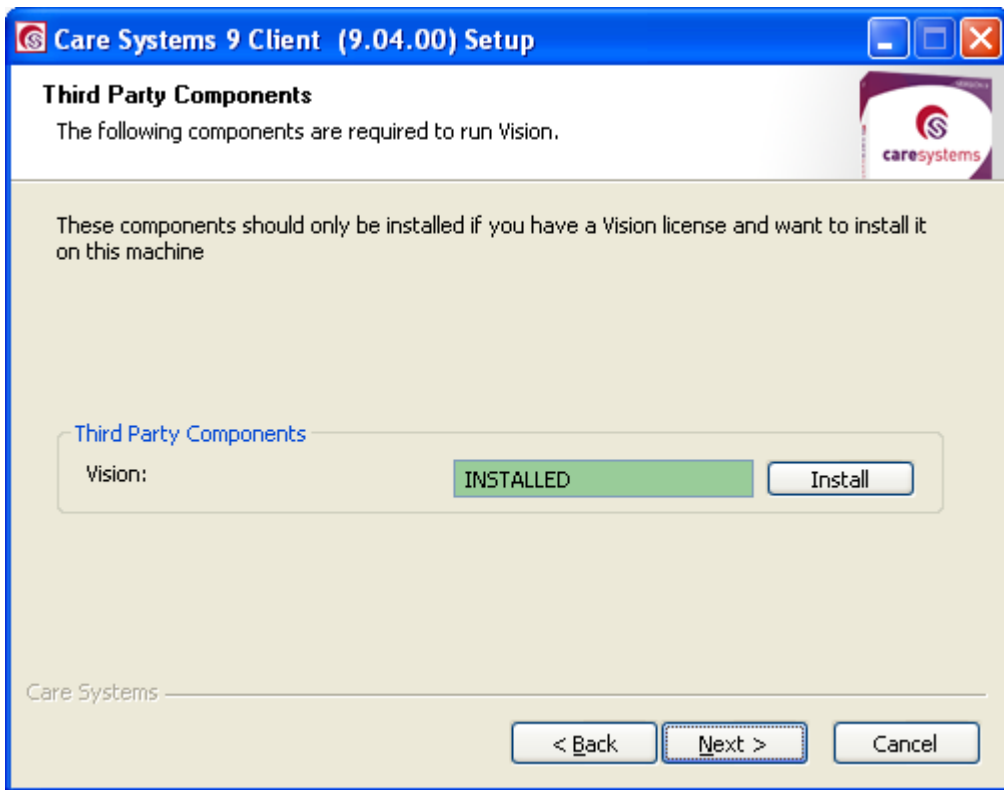 Care Systems 9 Client  (9.04.00) Setup
Third Party Components
The following components are required to run Vision.
caresystems
These components should only be installed if you have a Vision license and want to install it
on this machine
Third Party Components
Vision:
INSTALLED
Install
Care Systems
< Back
Next >
Cancel